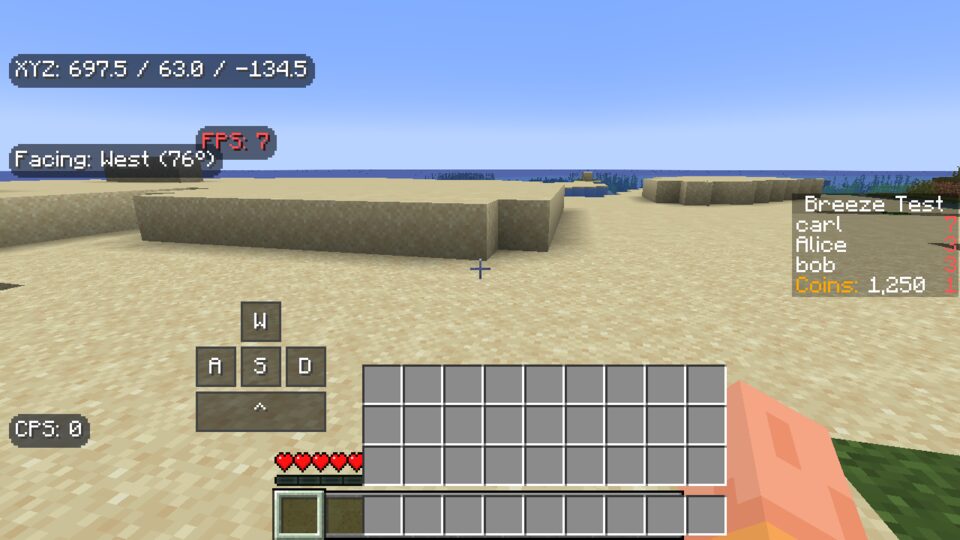 XYZ: 697.5 / 63.0 / -134.5
FPS: 7
Facing: West (76°)
Breeze Test
carl
Alice
bob
Coins: 1,250
W
A S D
^
CPS: 0